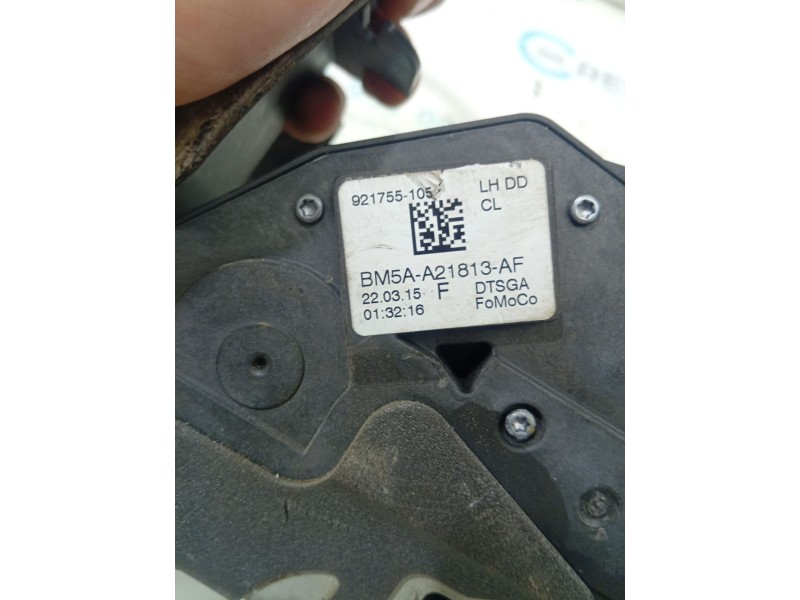 921755-105
LH DD
CL
BM5A-A21813-AF
22.03.15 F DTSGA
01:32:16 FoMoCo